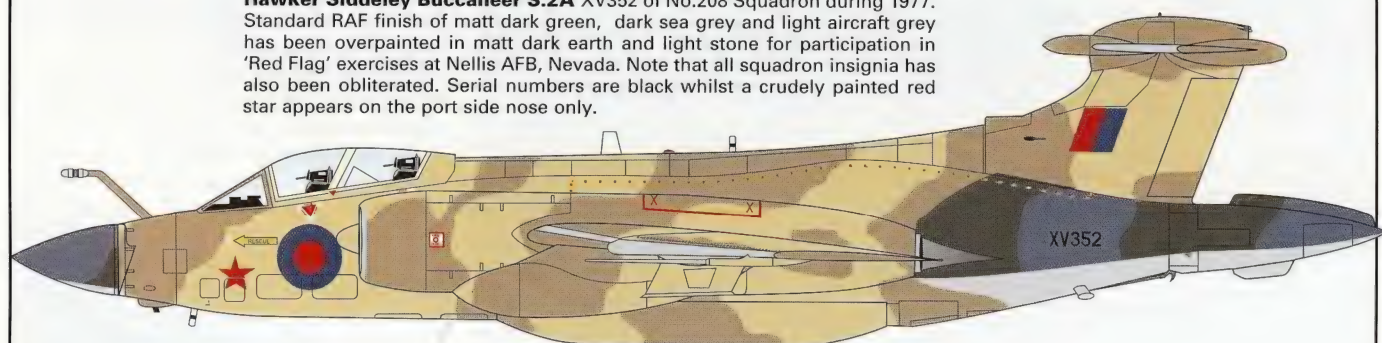 Hawker Siddeley Buccaneer S.2A XV352 of No.208 Squadron during 1977.
Standard RAF finish of matt dark green, dark sea grey and light aircraft grey
has been overpainted in matt dark earth and light stone for participation in
'Red Flag' exercises at Nellis AFB, Nevada. Note that all squadron insignia has
also been obliterated. Serial numbers are black whilst a crudely painted red
star appears on the port side nose only.
X X
RESCUE
XV352